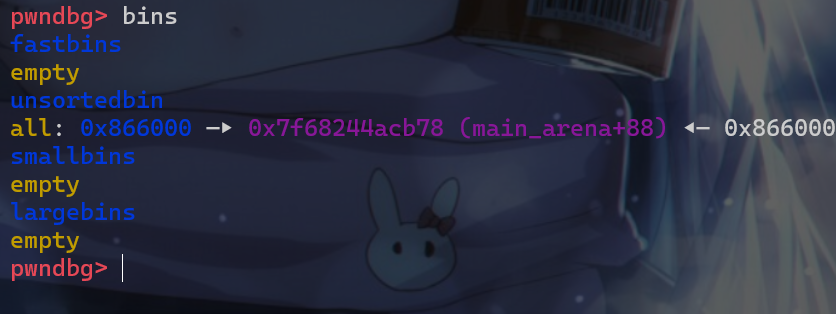 pwndbg> bins
fastbins
empty
unsortedbin
all: 0x866000 —▸ 0x7f68244acb78 (main_arena+88) ◂— 0x866000
smallbins
empty
largebins
empty
pwndbg>